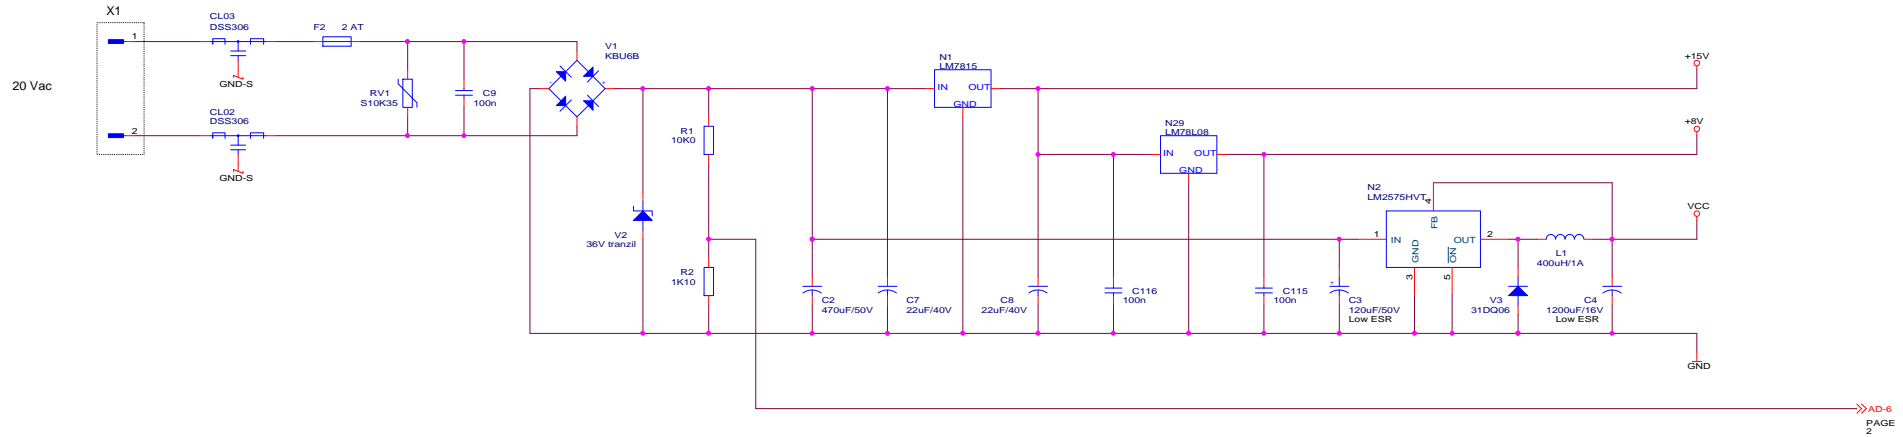 X1
1
2
20 Vac
CL03
DSS306
GND-S
CL02
DSS306
GND-S
F2 2 AT
RV1
S10K35
C9
100n
V1
KBU6B
-
+
V2
36V tranzil
R1
10K0
R2
1K10
C2
470uF/50V
C7
22uF/40V
N1
LM7815
IN OUT
GND
C8
22uF/40V
C116
100n
N29
LM78L08
IN OUT
GND
C115
100n
+
C3
120uF/50V
Low ESR
N2
LM2575HVT
4
FB
1 IN OUT 2
GND ON
3 5
V3
31DQ06
L1
400uH/1A
C4
1200uF/16V
Low ESR
+15V
+8V
VCC
GND
AD-6
PAGE
2